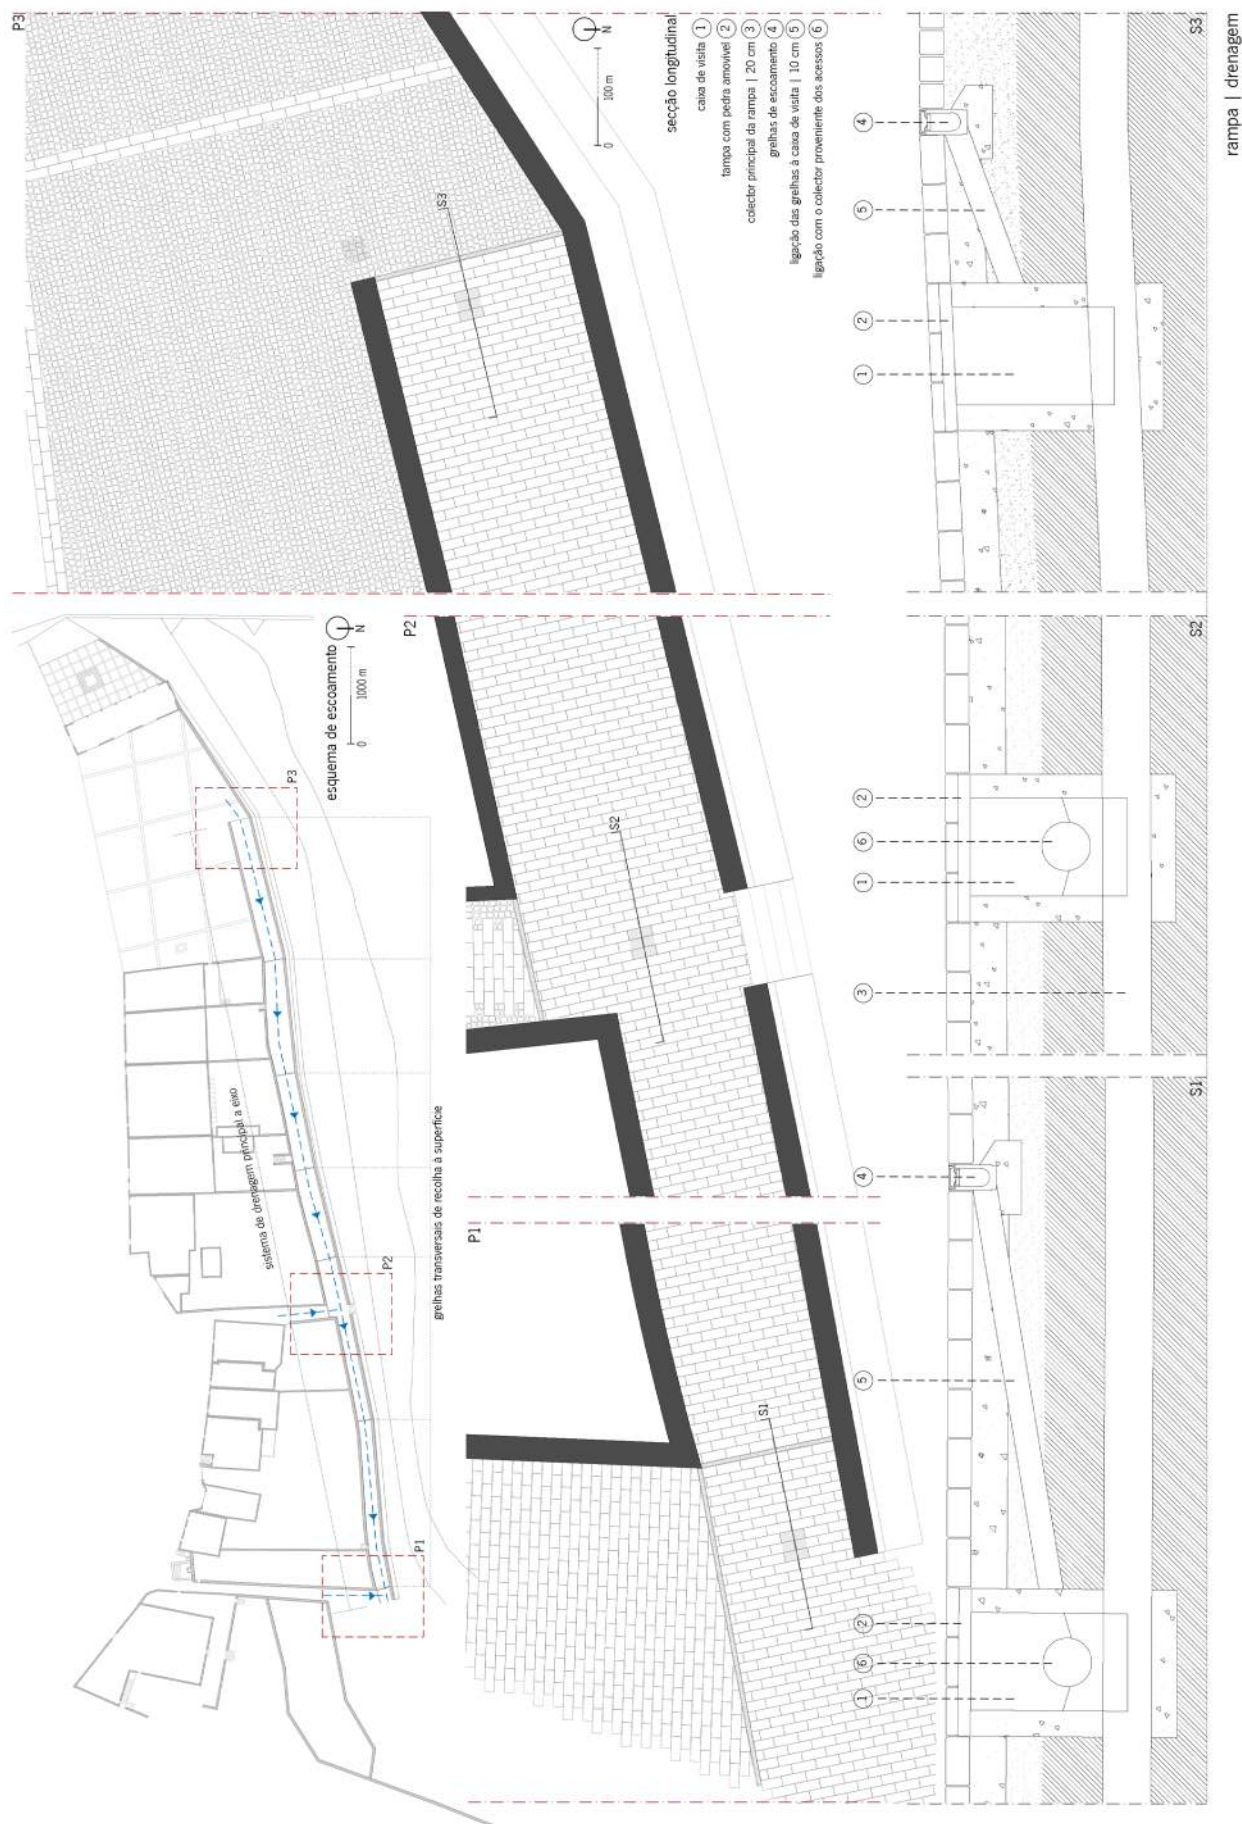 P3
N
0 100 m
S3
secção longitudinal
caixa de visita 1
tampa com pedra amovível 2
colector principal da rampa | 20 cm 3
grelhas de escoamento 4
ligação das grelhas à caixa de visita | 10 cm 5
ligação com o colector proveniente dos acessos 6
4
5
2
1
S3
rampa | drenagem
esquema de escoamento
N
0 1000 m
P3
sistema de drenagem principal a eixo
P2
grelhas transversais de recolha à superfície
P1
P2
S2
2
6
1
3
S2
P1
S1
4
5
2
6
1
S1